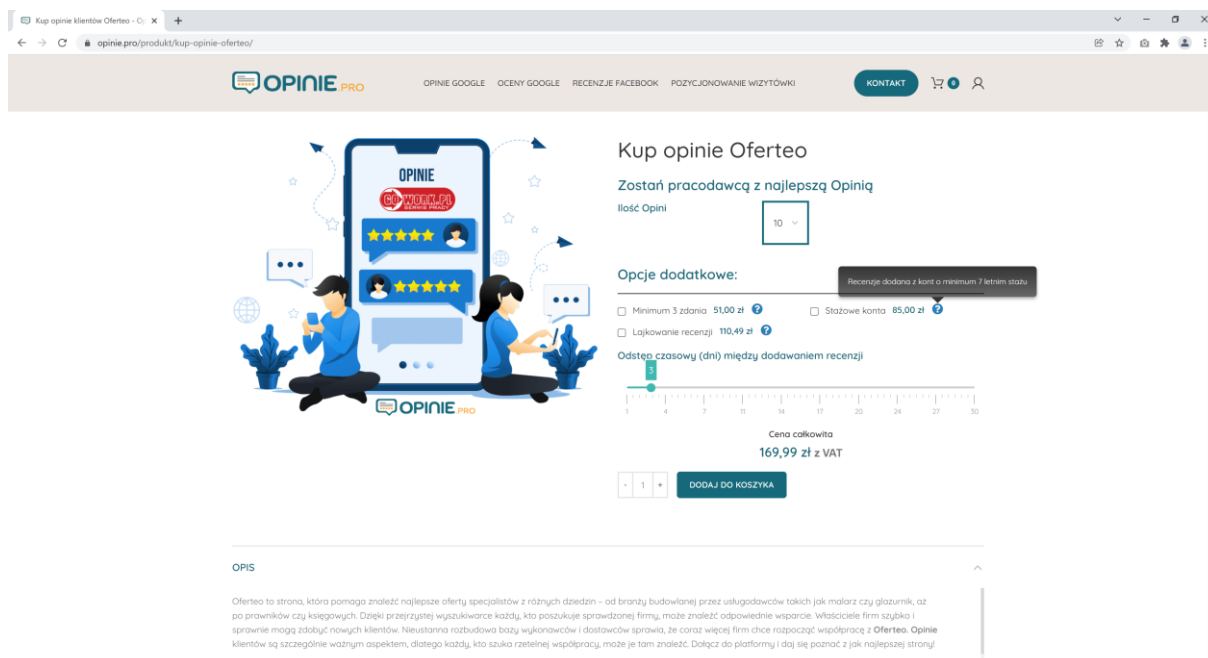 Kup opinie klientów Oferteo - Op
opinie.pro/produkt/kup-opinie-oferteo/
OPINIE.PRO
OPINIE GOOGLE OCENY GOOGLE RECENZJE FACEBOOK POZYCJONOWANIE WIZYTÓWKI
KONTAKT
0
OPINIE
GOWORK.PL
SERWIS PRACY
OPINIE.PRO
Kup opinie Oferteo
Zostań pracodawcą z najlepszą Opinią
Ilość Opini
10
Opcje dodatkowe:
Recenzje dodana z kont o minimum 7 letnim stażu
Minimum 3 zdania 51,00 zł ?
Stażowe konta 85,00 zł ?
Lajkowanie recenzji 110,49 zł ?
Odstęp czasowy (dni) między dodawaniem recenzji
3
1 4 7 11 14 17 20 24 27 30
Cena całkowita
169,99 zł z VAT
- 1 +
DODAJ DO KOSZYKA
OPIS
Oferteo to strona, która pomaga znaleźć najlepsze oferty specjalistów z różnych dziedzin – od branży budowlanej przez usługodawców takich jak malarz czy glazurnik, aż
po prawników czy księgowych. Dzięki przejrzystej wyszukiwarce każdy, kto poszukuje sprawdzonej firmy, może znaleźć odpowiednie wsparcie. Właściciele firm szybko i
sprawnie mogą zdobyć nowych klientów. Nieustanna rozbudowa bazy wykonawców i dostawców sprawia, że coraz więcej firm chce rozpocząć współpracę z Oferteo. Opinie
klientów są szczególnie ważnym aspektem, dlatego każdy, kto szuka rzetelnej współpracy, może je tam znaleźć. Dołącz do platformy i daj się poznać z jak najlepszej strony!